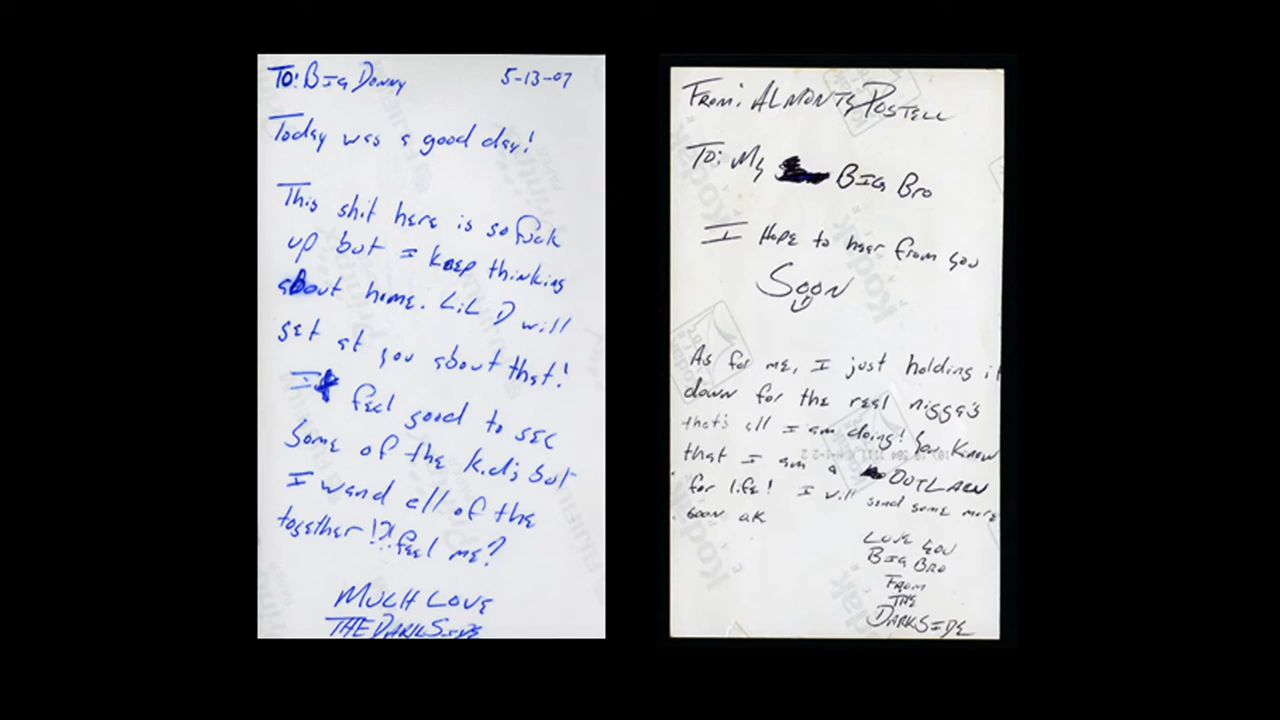 TO: BIG DONNY 5-13-07
Today was a good day!
This shit here is so fuck
up but I keep thinking
about home. LiL D will
get at you about that!
I feel good to see
Some of the kids but
I wand all of the
together!?!feel me?
MUCH LOVE
THE DARKSIDE
From: ALMONTE POSTELL
To: My BIG BRO
I Hope to hear from you
SOON
As for me, I just holding it
down for the real nigga's
that's all I am doing! You Know
that I am a OUTLAW
for life! I will send some more
soon ok
LOVE YOU
BIG BRO
FROM
THE
DARKSIDE
Kodak
Kodak
Kodak
Kodak